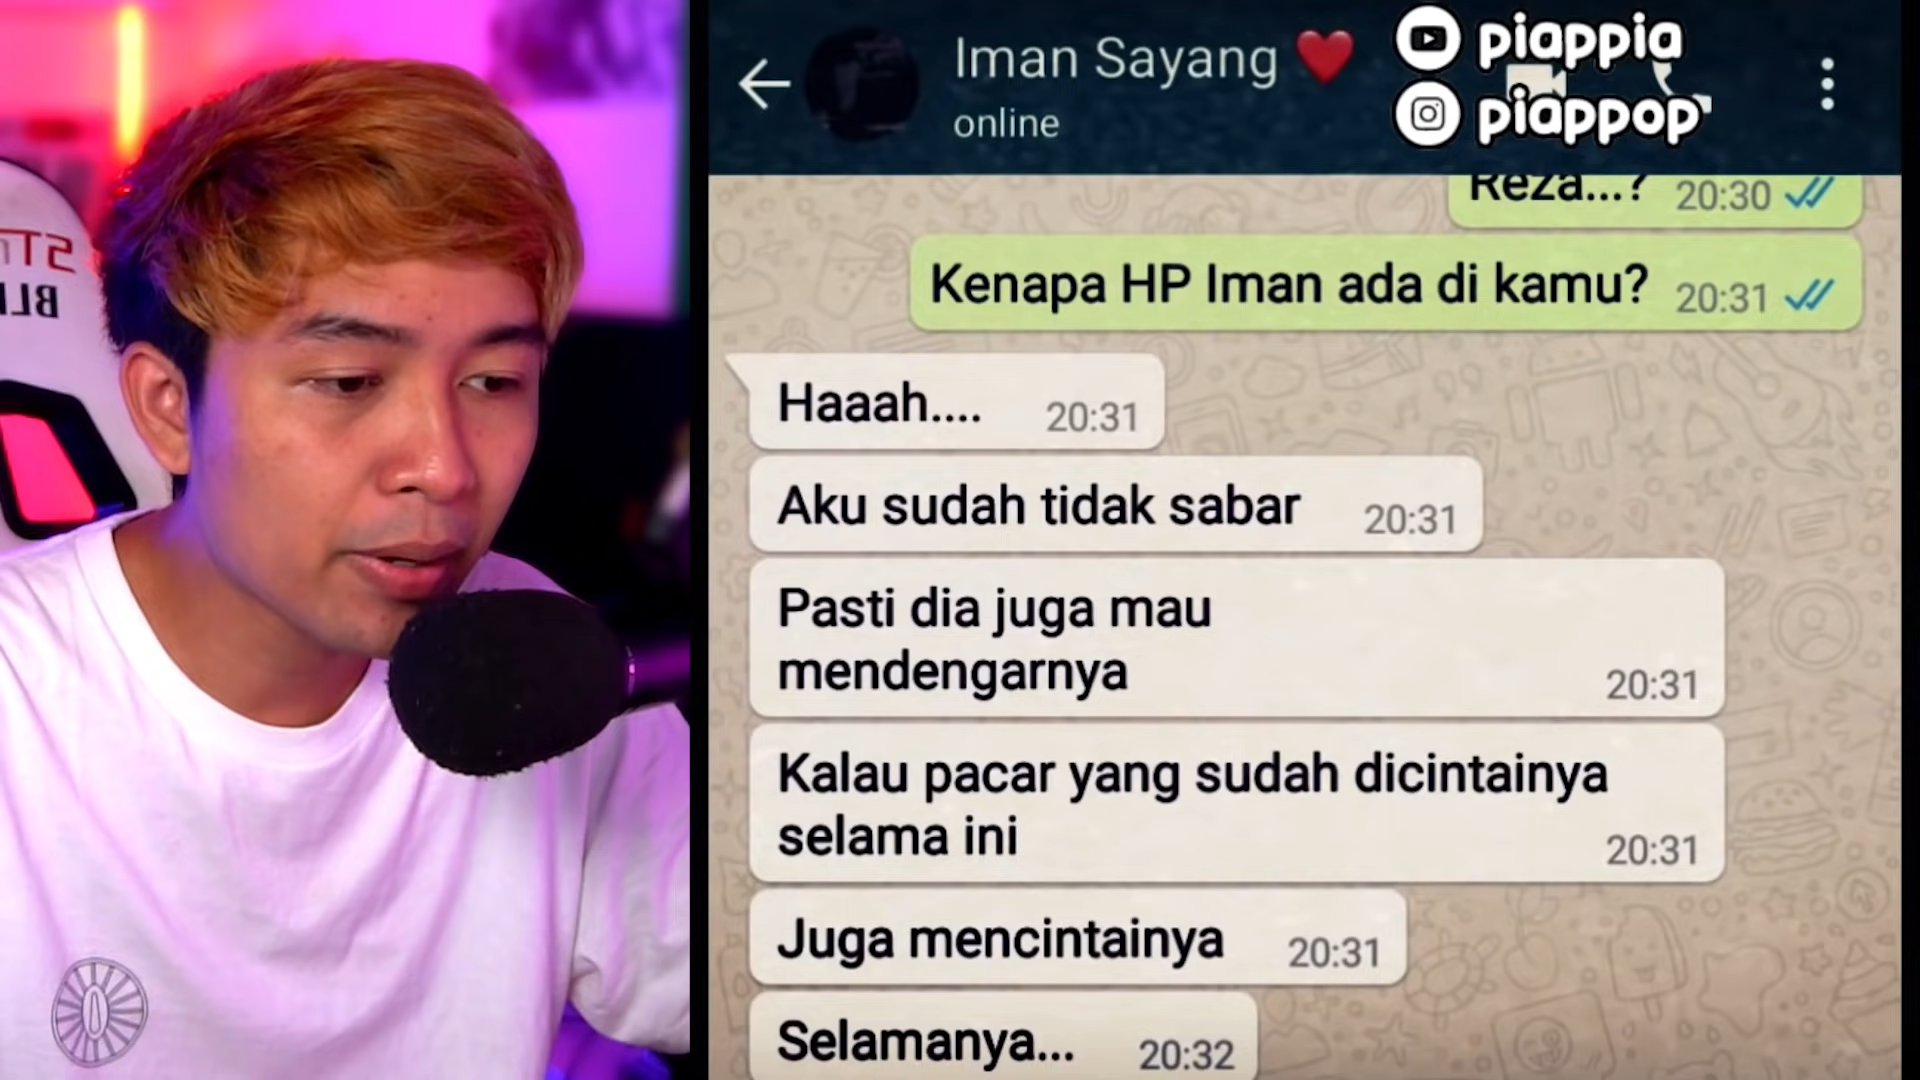 Iman Sayang
online
piappia
piappop
Reza...? 20:30
Kenapa HP Iman ada di kamu? 20:31
Haaah.... 20:31
Aku sudah tidak sabar 20:31
Pasti dia juga mau
mendengarnya 20:31
Kalau pacar yang sudah dicintainya
selama ini 20:31
Juga mencintainya 20:31
Selamanya... 20:32